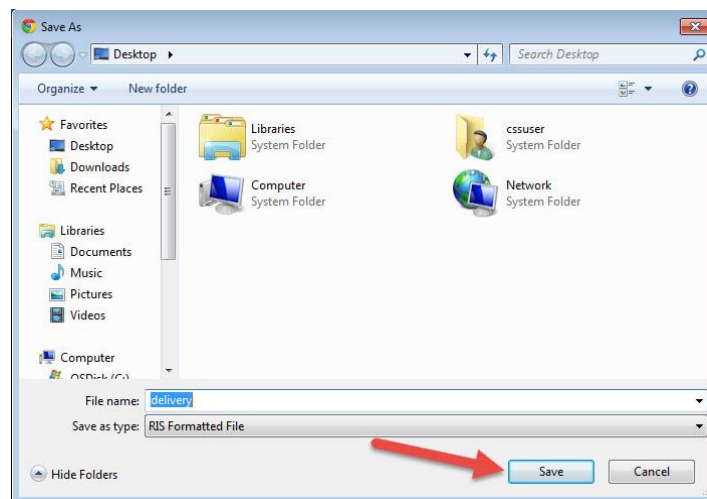 Save As
Desktop
Search Desktop
Organize
New folder
Favorites
Desktop
Downloads
Recent Places
Libraries
Documents
Music
Pictures
Videos
Computer
Libraries
System Folder
cssuser
System Folder
Computer
System Folder
Network
System Folder
File name: delivery
Save as type: RIS Formatted File
Hide Folders
Save
Cancel